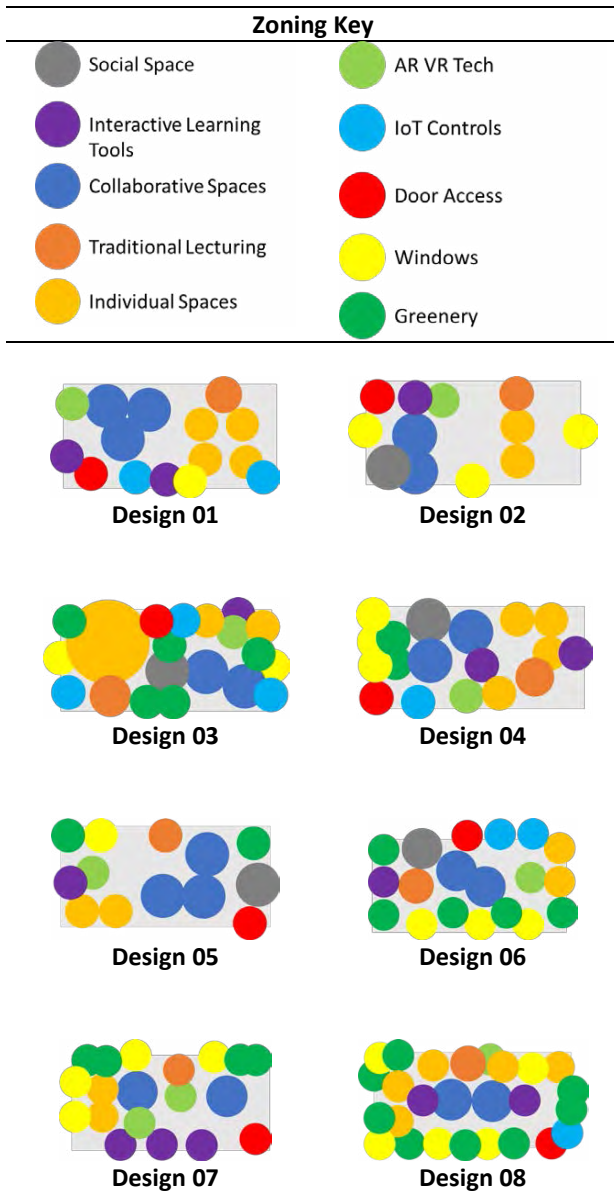 Zoning Key
Social Space
AR VR Tech
Interactive Learning
Tools
IoT Controls
Collaborative Spaces
Door Access
Traditional Lecturing
Windows
Individual Spaces
Greenery
Design 01
Design 02
Design 03
Design 04
Design 05
Design 06
Design 07
Design 08